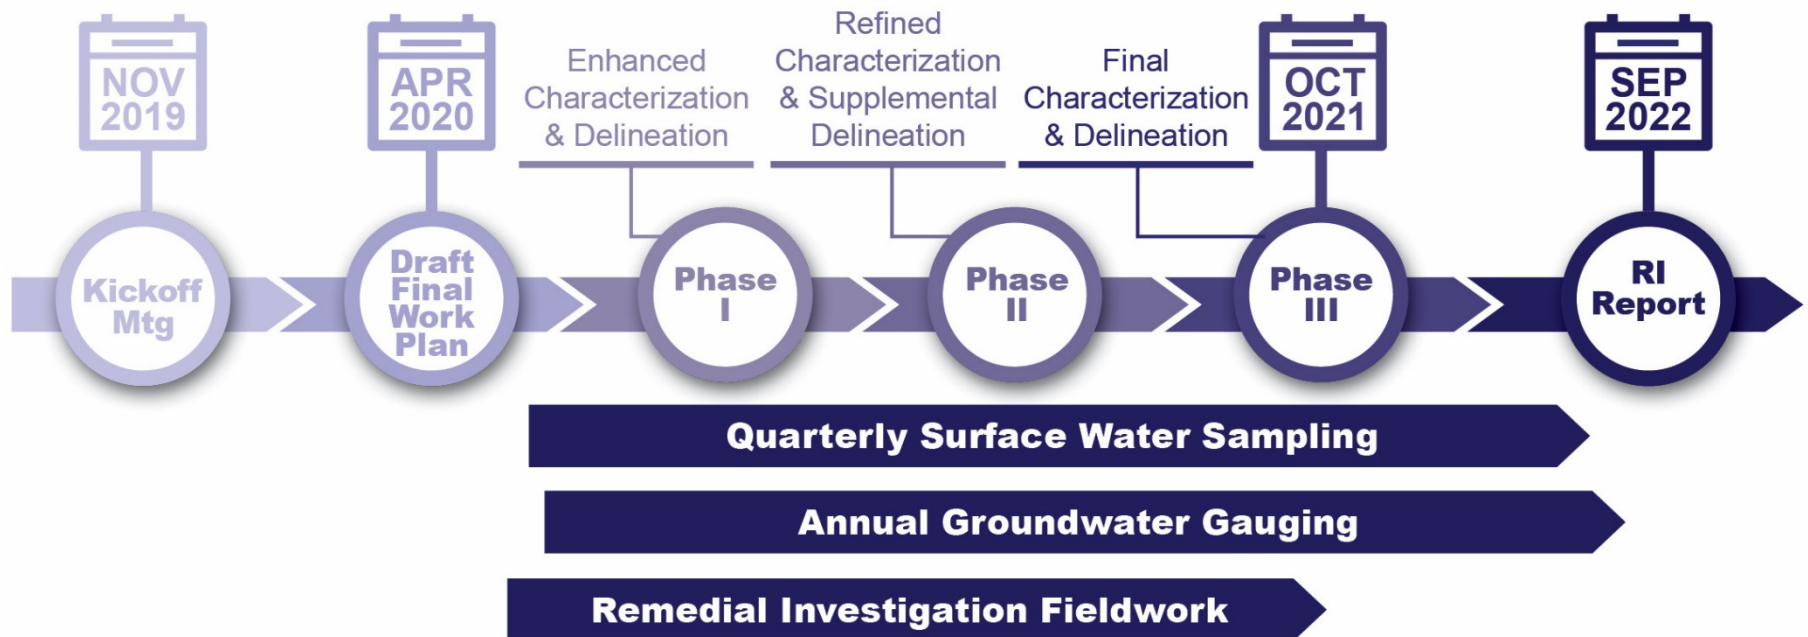 NOV
2019
APR
2020
Enhanced
Characterization
& Delineation
Refined
Characterization
& Supplemental
Delineation
Final
Characterization
& Delineation
OCT
2021
SEP
2022
Kickoff
Mtg
Draft
Final
Work
Plan
Phase
I
Phase
II
Phase
III
RI
Report
Quarterly Surface Water Sampling
Annual Groundwater Gauging
Remedial Investigation Fieldwork